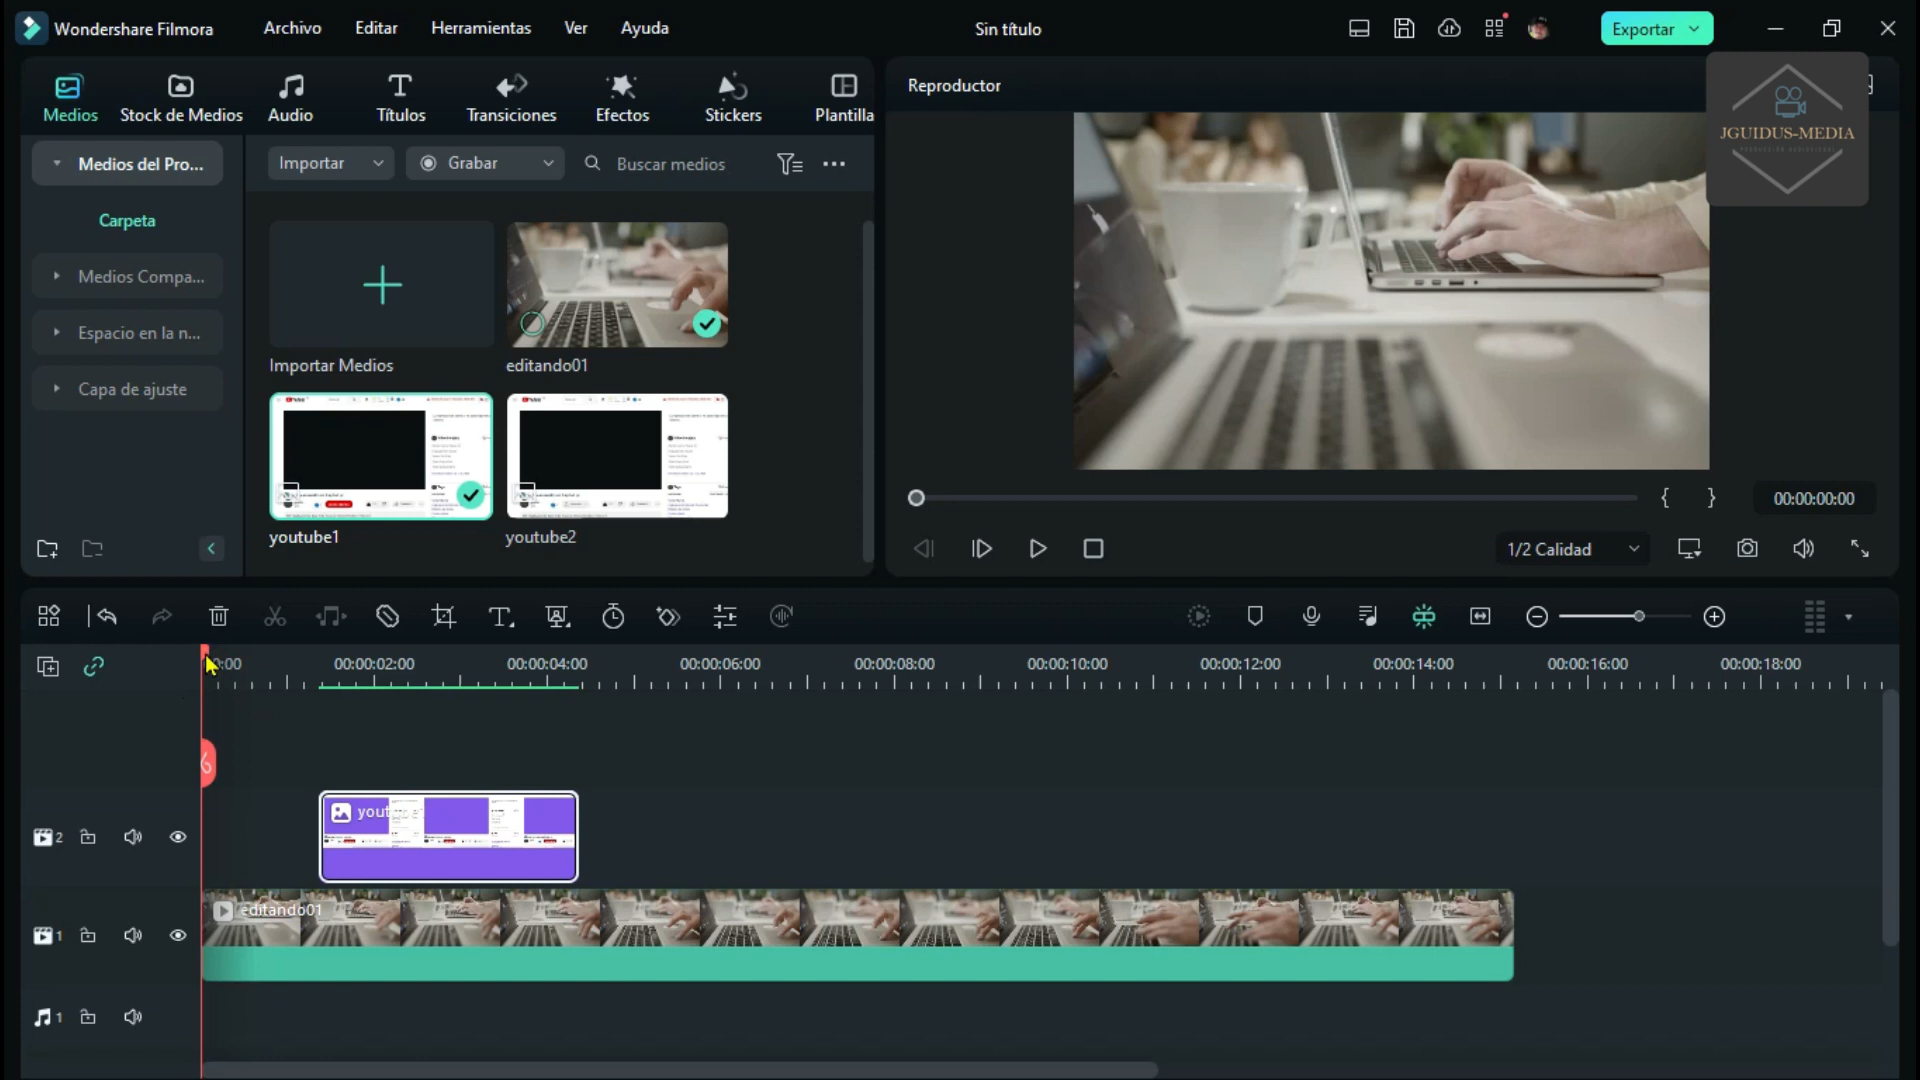 Wondershare Filmora
Archivo
Editar
Herramientas
Ver
Ayuda
Sin título
Exportar
Medios
Stock de Medios
Audio
Títulos
Transiciones
Efectos
Stickers
Plantilla
Reproductor
JGUIDUS-MEDIA
Medios del Pro...
Importar
Grabar
Buscar medios
Carpeta
Medios Compa...
Espacio en la n...
Capa de ajuste
Importar Medios
editando01
youtube1
youtube2
00:00:00:00
1/2 Calidad
00:00:02:00
00:00:04:00
00:00:06:00
00:00:08:00
00:00:10:00
00:00:12:00
00:00:14:00
00:00:16:00
00:00:18:00
2
1
editando01
1